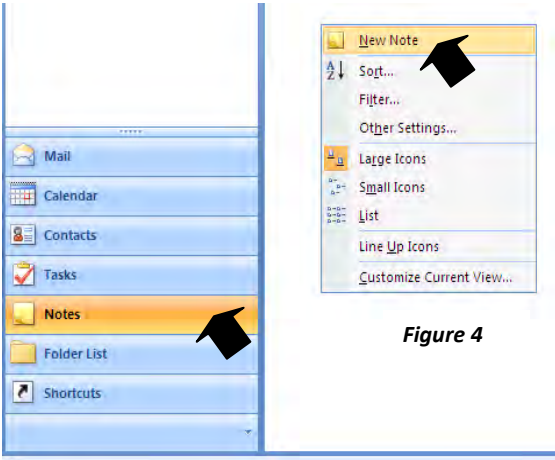 Mail
Calendar
Contacts
Tasks
Notes
Folder List
Shortcuts
New Note
A
Z
Sort...
Filter...
Other Settings...
Large Icons
Small Icons
List
Line Up Icons
Customize Current View...
Figure 4